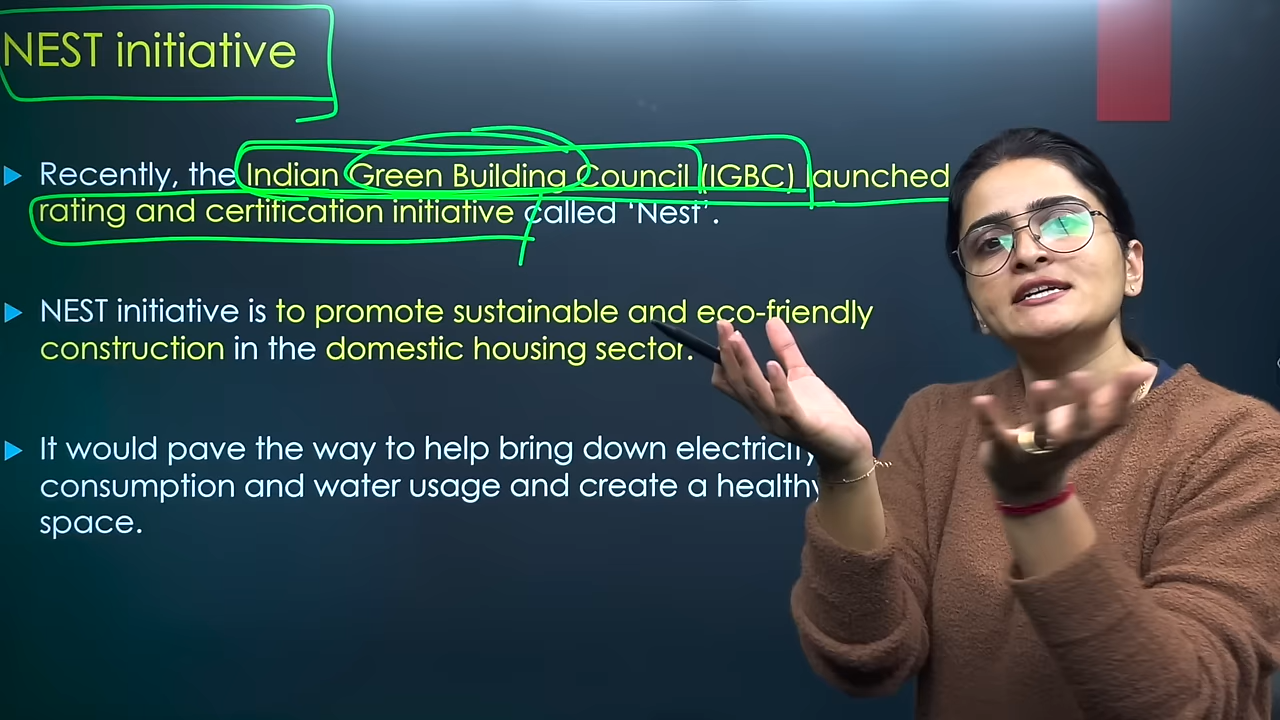 NEST initiative
Recently, the Indian Green Building Council (IGBC) launched
rating and certification initiative called ‘Nest’.
NEST initiative is to promote sustainable and eco-friendly
construction in the domestic housing sector.
It would pave the way to help bring down electricity
consumption and water usage and create a healthy
space.